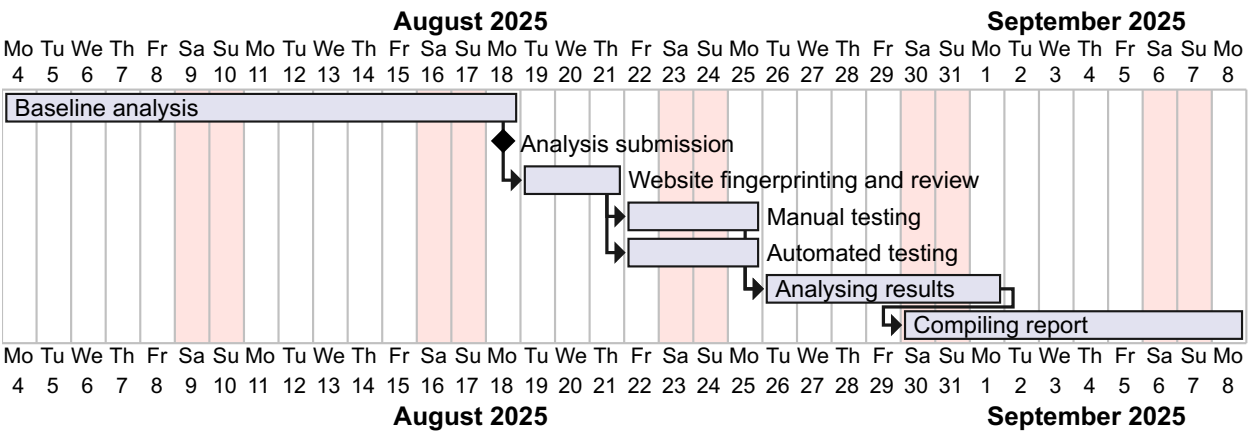 August 2025 September 2025
Mo Tu We Th Fr Sa Su Mo Tu We Th Fr Sa Su Mo Tu We Th Fr Sa Su Mo Tu We Th Fr Sa Su Mo Tu We Th Fr Sa Su Mo
4 5 6 7 8 9 10 11 12 13 14 15 16 17 18 19 20 21 22 23 24 25 26 27 28 29 30 31 1 2 3 4 5 6 7 8
Baseline analysis
Analysis submission
Website fingerprinting and review
Manual testing
Automated testing
Analysing results
Compiling report
Mo Tu We Th Fr Sa Su Mo Tu We Th Fr Sa Su Mo Tu We Th Fr Sa Su Mo Tu We Th Fr Sa Su Mo Tu We Th Fr Sa Su Mo
4 5 6 7 8 9 10 11 12 13 14 15 16 17 18 19 20 21 22 23 24 25 26 27 28 29 30 31 1 2 3 4 5 6 7 8
August 2025 September 2025